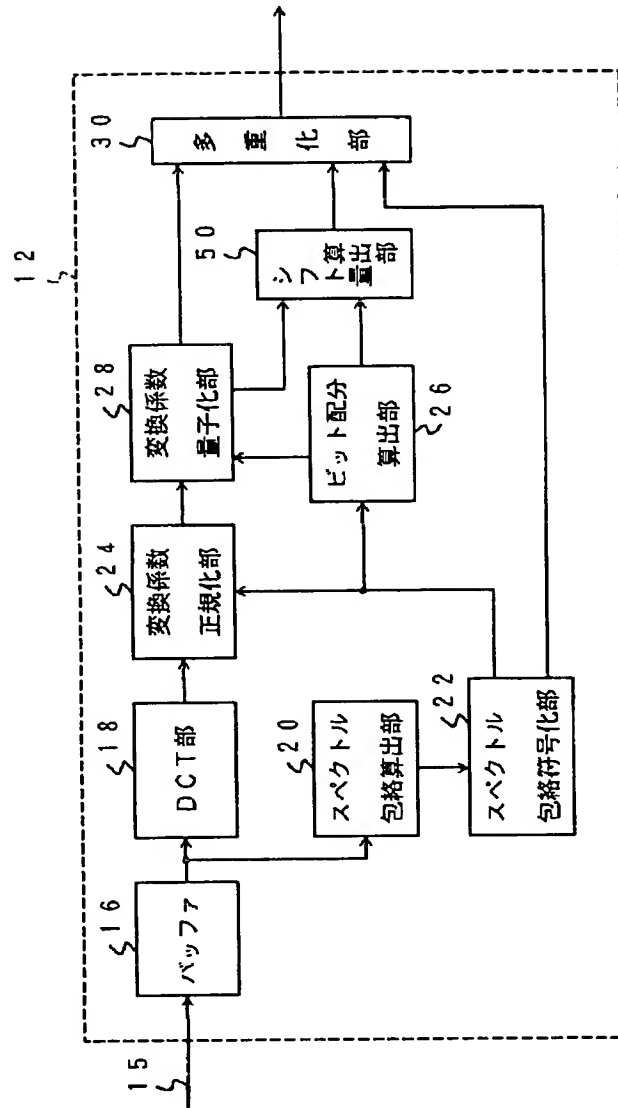 12
15
16
バッファ
18
DCT部
24
変換係数
正規化部
28
変換係数
量子化部
50
シフト量
算出部
30
多重化部
20
スペクトル
包絡算出部
22
スペクトル
包絡符号化部
ビット配分
算出部
26